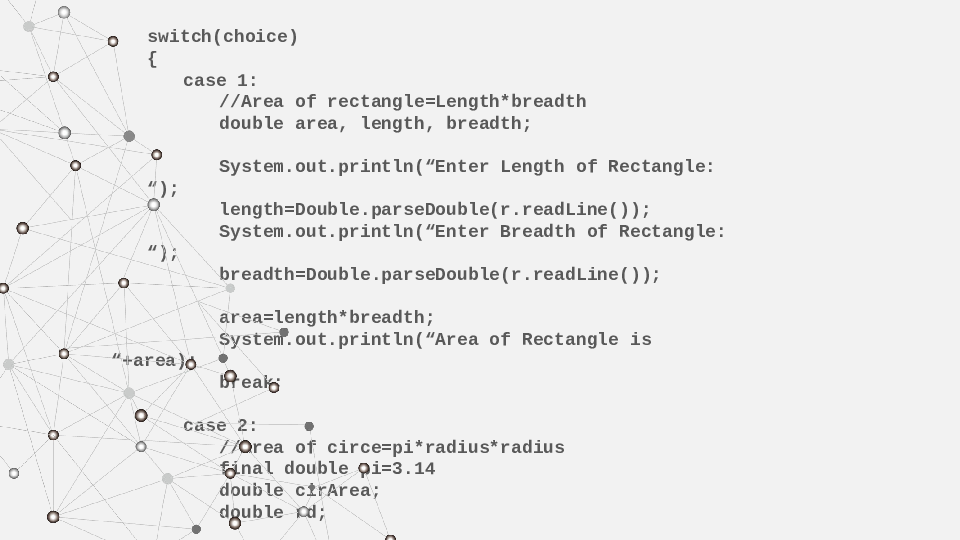 switch(choice)
{
case 1:
//Area of rectangle=Length*breadth
double area, length, breadth;
System.out.println(“Enter Length of Rectangle:
“);
length=Double.parseDouble(r.readLine());
System.out.println(“Enter Breadth of Rectangle:
“);
breadth=Double.parseDouble(r.readLine());
area=length*breadth;
System.out.println(“Area of Rectangle is
“+area);
break;
case 2:
//Area of circe=pi*radius*radius
final double pi=3.14
double cirArea;
double rd;